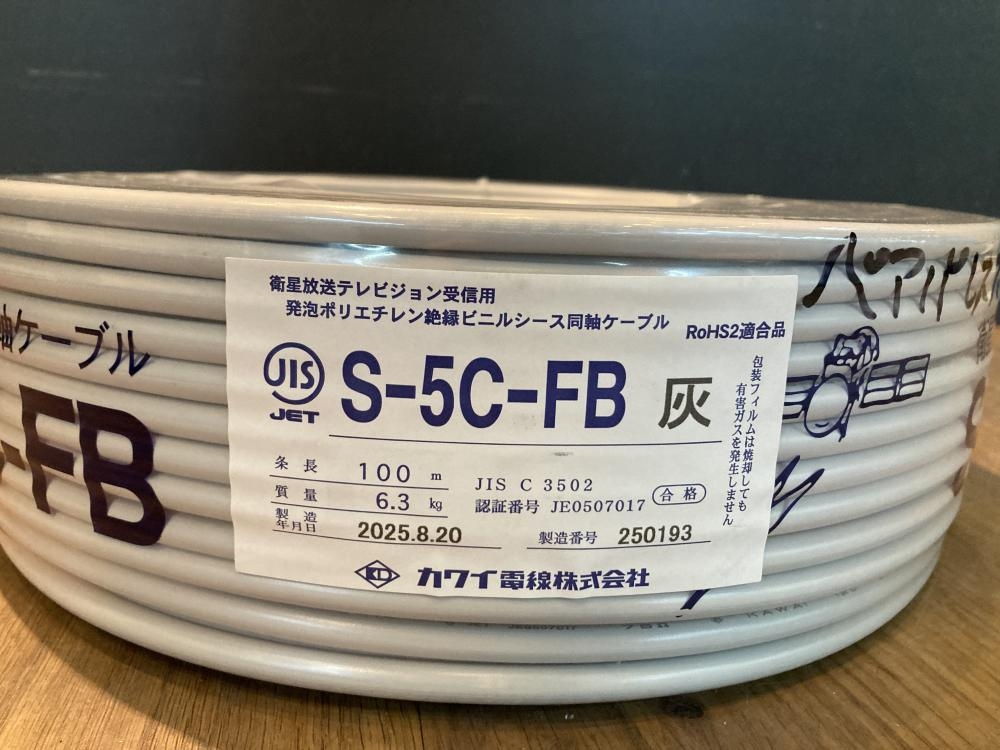 衛星放送テレビジョン受信用
発泡ポリエチレン絶縁ビニルシース同軸ケーブル
RoHS2適合品
JIS
JET
S-5C-FB 灰
包装フィルムは焼却しても
有害ガスを発生しません
条長 100 m
質量 6.3 kg
製造年月日 2025.8.20
JIS C 3502
認証番号 JE0507017 合格
製造番号 250193
KD カワイ電線株式会社
軸ケーブル
-FB
JE0507017
KAWAI